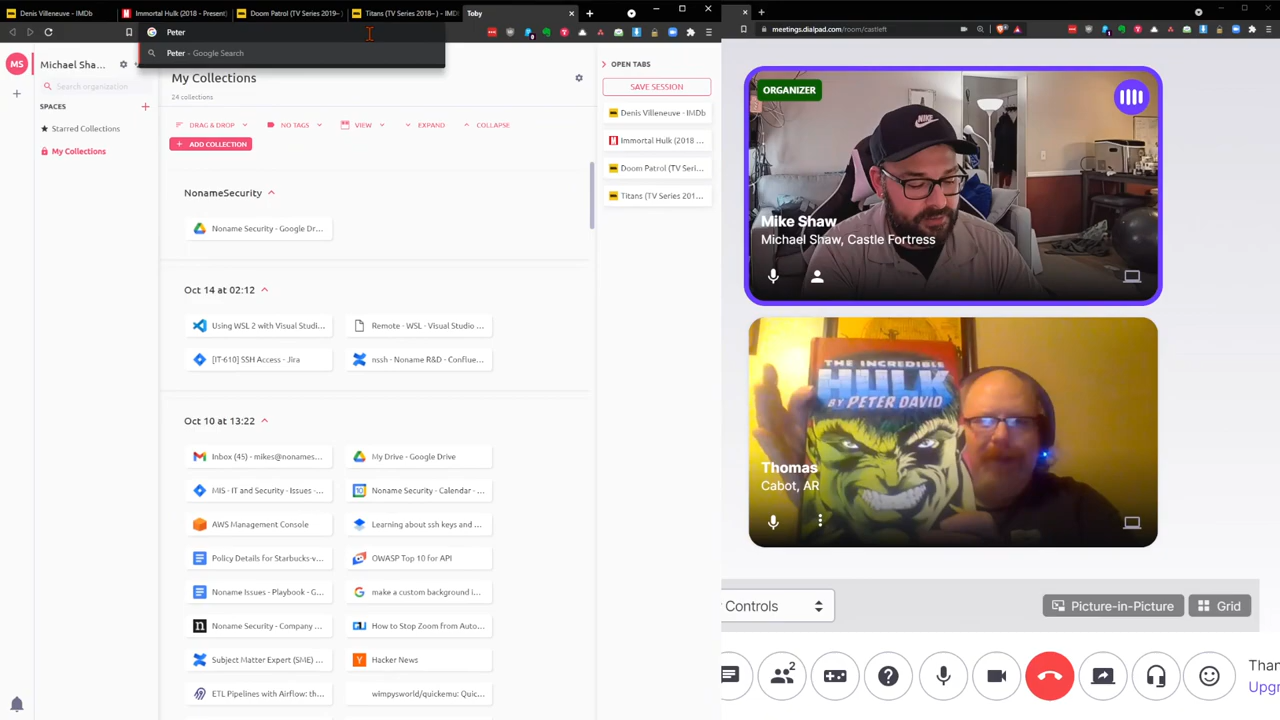 Denis Villeneuve - IMDb
Immortal Hulk (2018 - Present)
Doom Patrol (TV Series 2019– )
Titans (TV Series 2018– ) - IMD
Toby
Peter
Peter - Google Search
meetings.dialpad.com/room/castleft
MS
Michael Sha...
Search organization
SPACES
Starred Collections
My Collections
My Collections
24 collections
DRAG & DROP
NO TAGS
VIEW
EXPAND
COLLAPSE
ADD COLLECTION
NonameSecurity
Noname Security - Google Dr...
Oct 14 at 02:12
Using WSL 2 with Visual Studi...
Remote - WSL - Visual Studio ...
[IT-610] SSH Access - Jira
nssh - Noname R&D - Conflue...
Oct 10 at 13:22
Inbox (45) - mikes@nonames...
My Drive - Google Drive
MIS - IT and Security - Issues -...
Noname Security - Calendar - ...
AWS Management Console
Learning about ssh keys and ...
Policy Details for Starbucks-v...
OWASP Top 10 for API
Noname Issues - Playbook - G...
make a custom background i...
Noname Security - Company ...
How to Stop Zoom from Auto...
Subject Matter Expert (SME) ...
Hacker News
ETL Pipelines with Airflow: th...
wimpysworld/quickemu: Quic...
OPEN TABS
SAVE SESSION
Denis Villeneuve - IMDb
Immortal Hulk (2018 ...
Doom Patrol (TV Seri...
Titans (TV Series 201...
ORGANIZER
NIKE
Mike Shaw
Michael Shaw, Castle Fortress
THE INCREDIBLE
HULK
BY PETER DAVID
Thomas
Cabot, AR
Controls
Picture-in-Picture
Grid
2
Than
Upgr